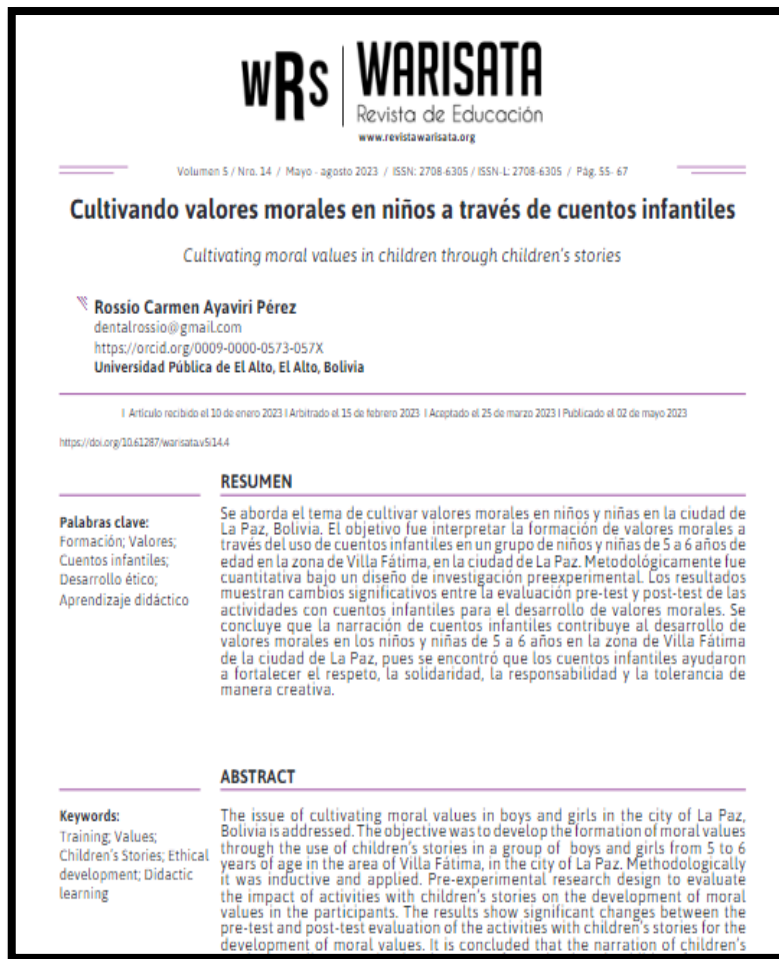 WRS WARISATA
Revista de Educación
www.revistawarisata.org
Volumen 5 / Nro. 14 / Mayo - agosto 2023 / ISSN: 2708-6305 / ISSN-L: 2708-6305 / Pág. 55- 67
Cultivando valores morales en niños a través de cuentos infantiles
Cultivating moral values in children through children's stories
Rossío Carmen Ayaviri Pérez
dentalrossio@gmail.com
https://orcid.org/0009-0000-0573-057X
Universidad Pública de El Alto, El Alto, Bolivia
I Artículo recibido el 10 de enero 2023 I Arbitrado el 15 de febrero 2023 I Aceptado el 25 de marzo 2023 I Publicado el 02 de mayo 2023
https://doi.org/10.61287/warisata.v5i14.4
RESUMEN
Palabras clave:
Formación; Valores;
Cuentos infantiles;
Desarrollo ético;
Aprendizaje didáctico
Se aborda el tema de cultivar valores morales en niños y niñas en la ciudad de
La Paz, Bolivia. El objetivo fue interpretar la formación de valores morales a
través del uso de cuentos infantiles en un grupo de niños y niñas de 5 a 6 años de
edad en la zona de Villa Fátima, en la ciudad de La Paz. Metodológicamente fue
cuantitativa bajo un diseño de investigación preexperimental. Los resultados
muestran cambios significativos entre la evaluación pre-test y post-test de las
actividades con cuentos infantiles para el desarrollo de valores morales. Se
concluye que la narración de cuentos infantiles contribuye al desarrollo de
valores morales en los niños y niñas de 5 a 6 años en la zona de Villa Fátima
de la ciudad de La Paz, pues se encontró que los cuentos infantiles ayudaron
a fortalecer el respeto, la solidaridad, la responsabilidad y la tolerancia de
manera creativa.
ABSTRACT
Keywords:
Training; Values;
Children's Stories; Ethical
development; Didactic
learning
The issue of cultivating moral values in boys and girls in the city of La Paz,
Bolivia is addressed. The objective was to develop the formation of moral values
through the use of children's stories in a group of boys and girls from 5 to 6
years of age in the area of Villa Fátima, in the city of La Paz. Methodologically
it was inductive and applied. Pre-experimental research design to evaluate
the impact of activities with children's stories on the development of moral
values in the participants. The results show significant changes between the
pre-test and post-test evaluation of the activities with children's stories for the
development of moral values. It is concluded that the narration of children's